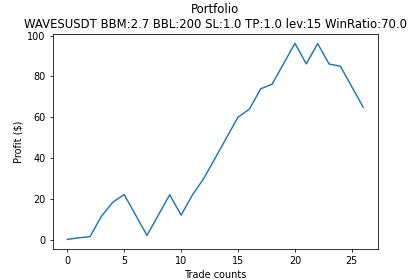 Portfolio
WAVESUSDT BBM:2.7 BBL:200 SL:1.0 TP:1.0 lev:15 WinRatio:70.0
100
80
60
40
20
0
Profit ($)
0 5 10 15 20 25
Trade counts